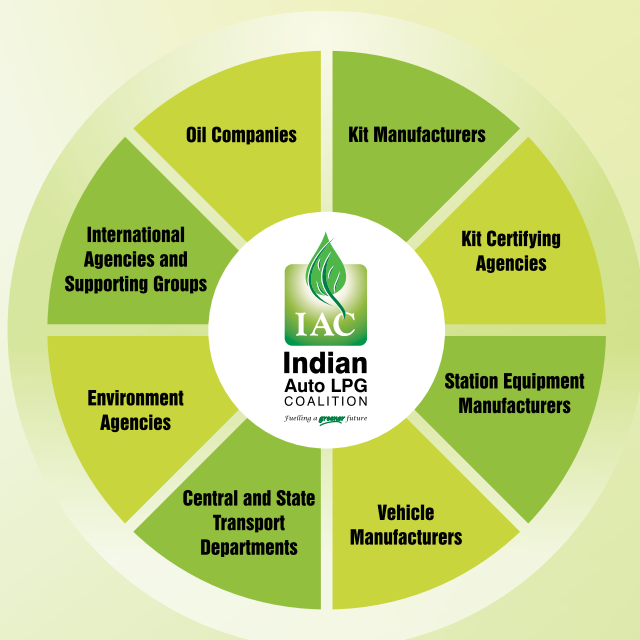 Oil Companies
Kit Manufacturers
Kit Certifying
Agencies
Station Equipment
Manufacturers
Vehicle
Manufacturers
Central and State
Transport
Departments
Environment
Agencies
International
Agencies and
Supporting Groups
IAC
Indian
Auto LPG
COALITION
Fuelling a greener future